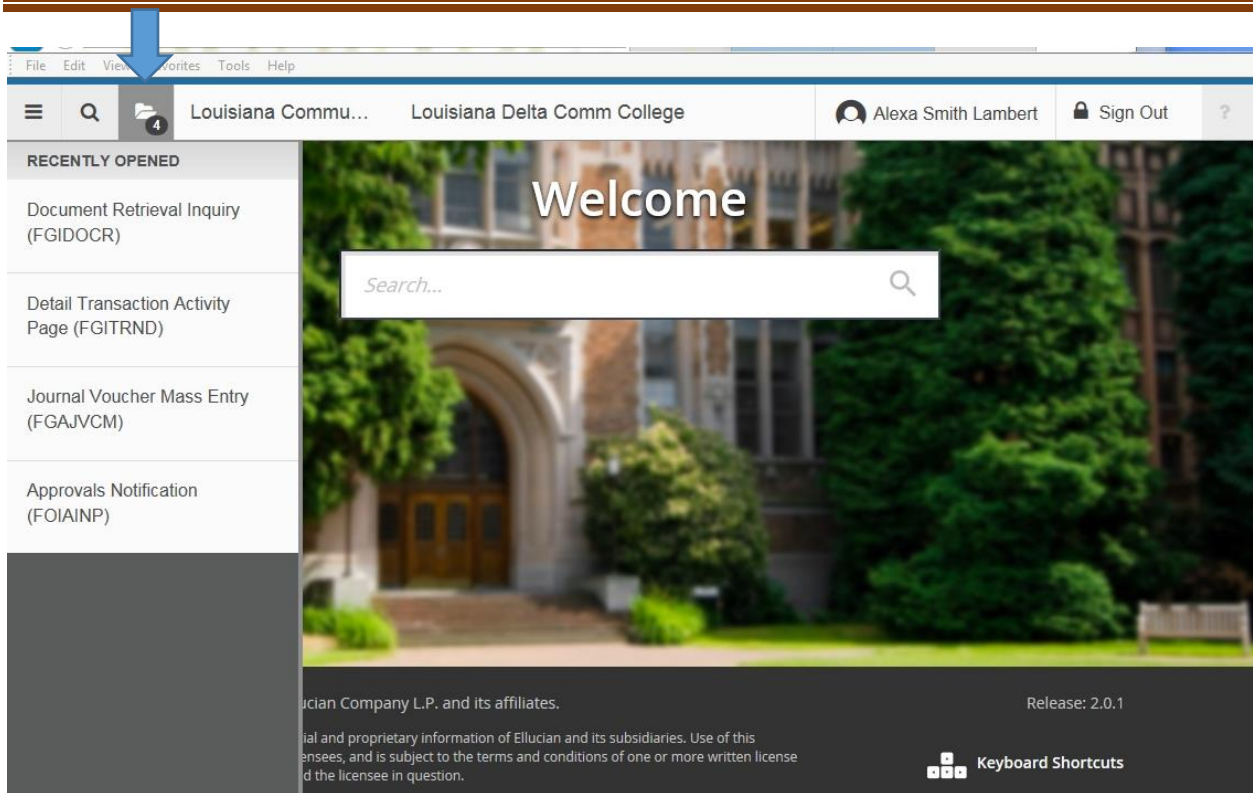 File Edit View Favorites Tools Help
4 Louisiana Commu... Louisiana Delta Comm College Alexa Smith Lambert Sign Out ?
RECENTLY OPENED
Document Retrieval Inquiry
(FGIDOCR)
Detail Transaction Activity
Page (FGITRND)
Journal Voucher Mass Entry
(FGAJVCM)
Approvals Notification
(FOIAINP)
Welcome
Search...
Company L.P. and its affiliates.
and proprietary information of Ellucian and its subsidiaries. Use of this
and is subject to the terms and conditions of one or more written license
the licensee in question.
Release: 2.0.1
Keyboard Shortcuts